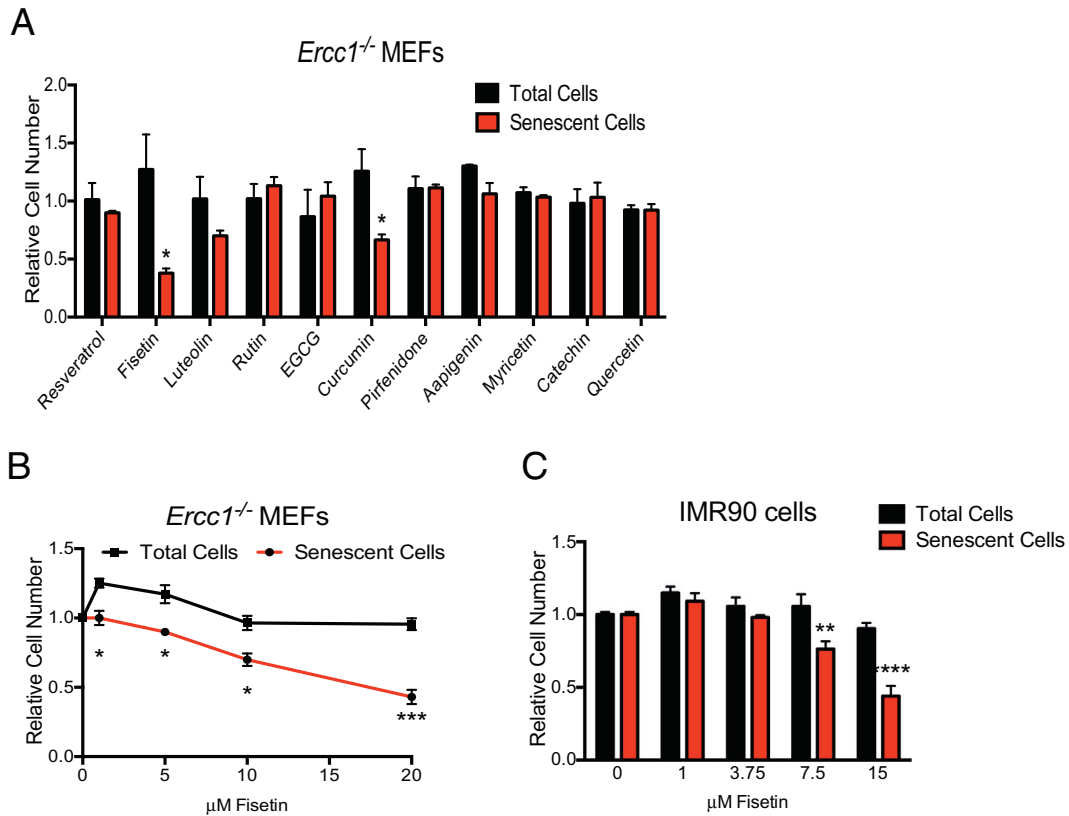 A
Ercc1-/- MEFs
Total Cells
Senescent Cells
Relative Cell Number
2.0
1.5
1.0
0.5
0.0
*
*
Resveratrol
Fisetin
Luteolin
Rutin
EGCG
Curcumin
Pirfenidone
Aapigenin
Myricetin
Catechin
Quercetin
B
Ercc1-/- MEFs
Total Cells
Senescent Cells
Relative Cell Number
1.5
1.0
0.5
0.0
*
*
*
***
0 5 10 15 20
μM Fisetin
C
IMR90 cells
Total Cells
Senescent Cells
Relative Cell Number
1.5
1.0
0.5
0.0
**
****
0 1 3.75 7.5 15
μM Fisetin